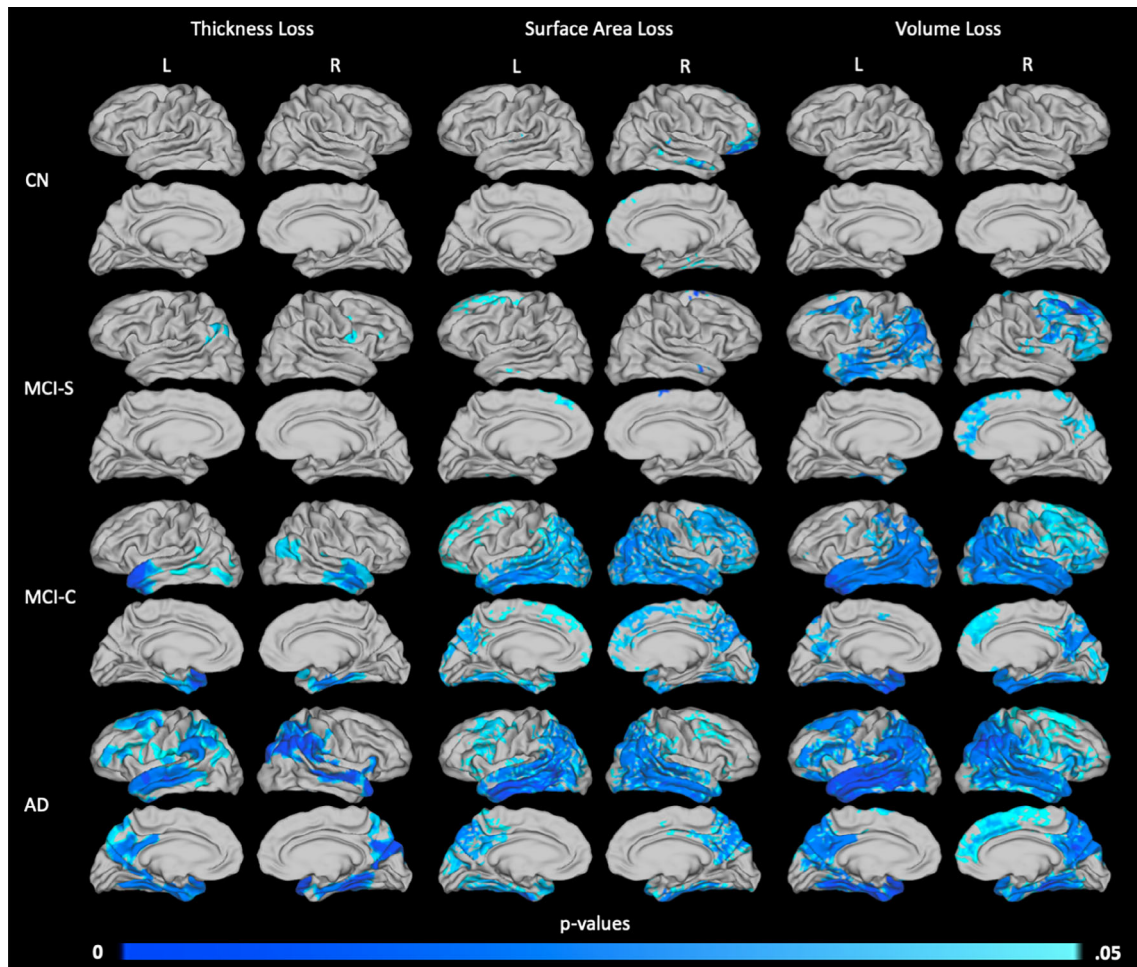 Thickness Loss Surface Area Loss Volume Loss
L R L R L R
CN
MCI-S
MCI-C
AD
p-values
0 .05